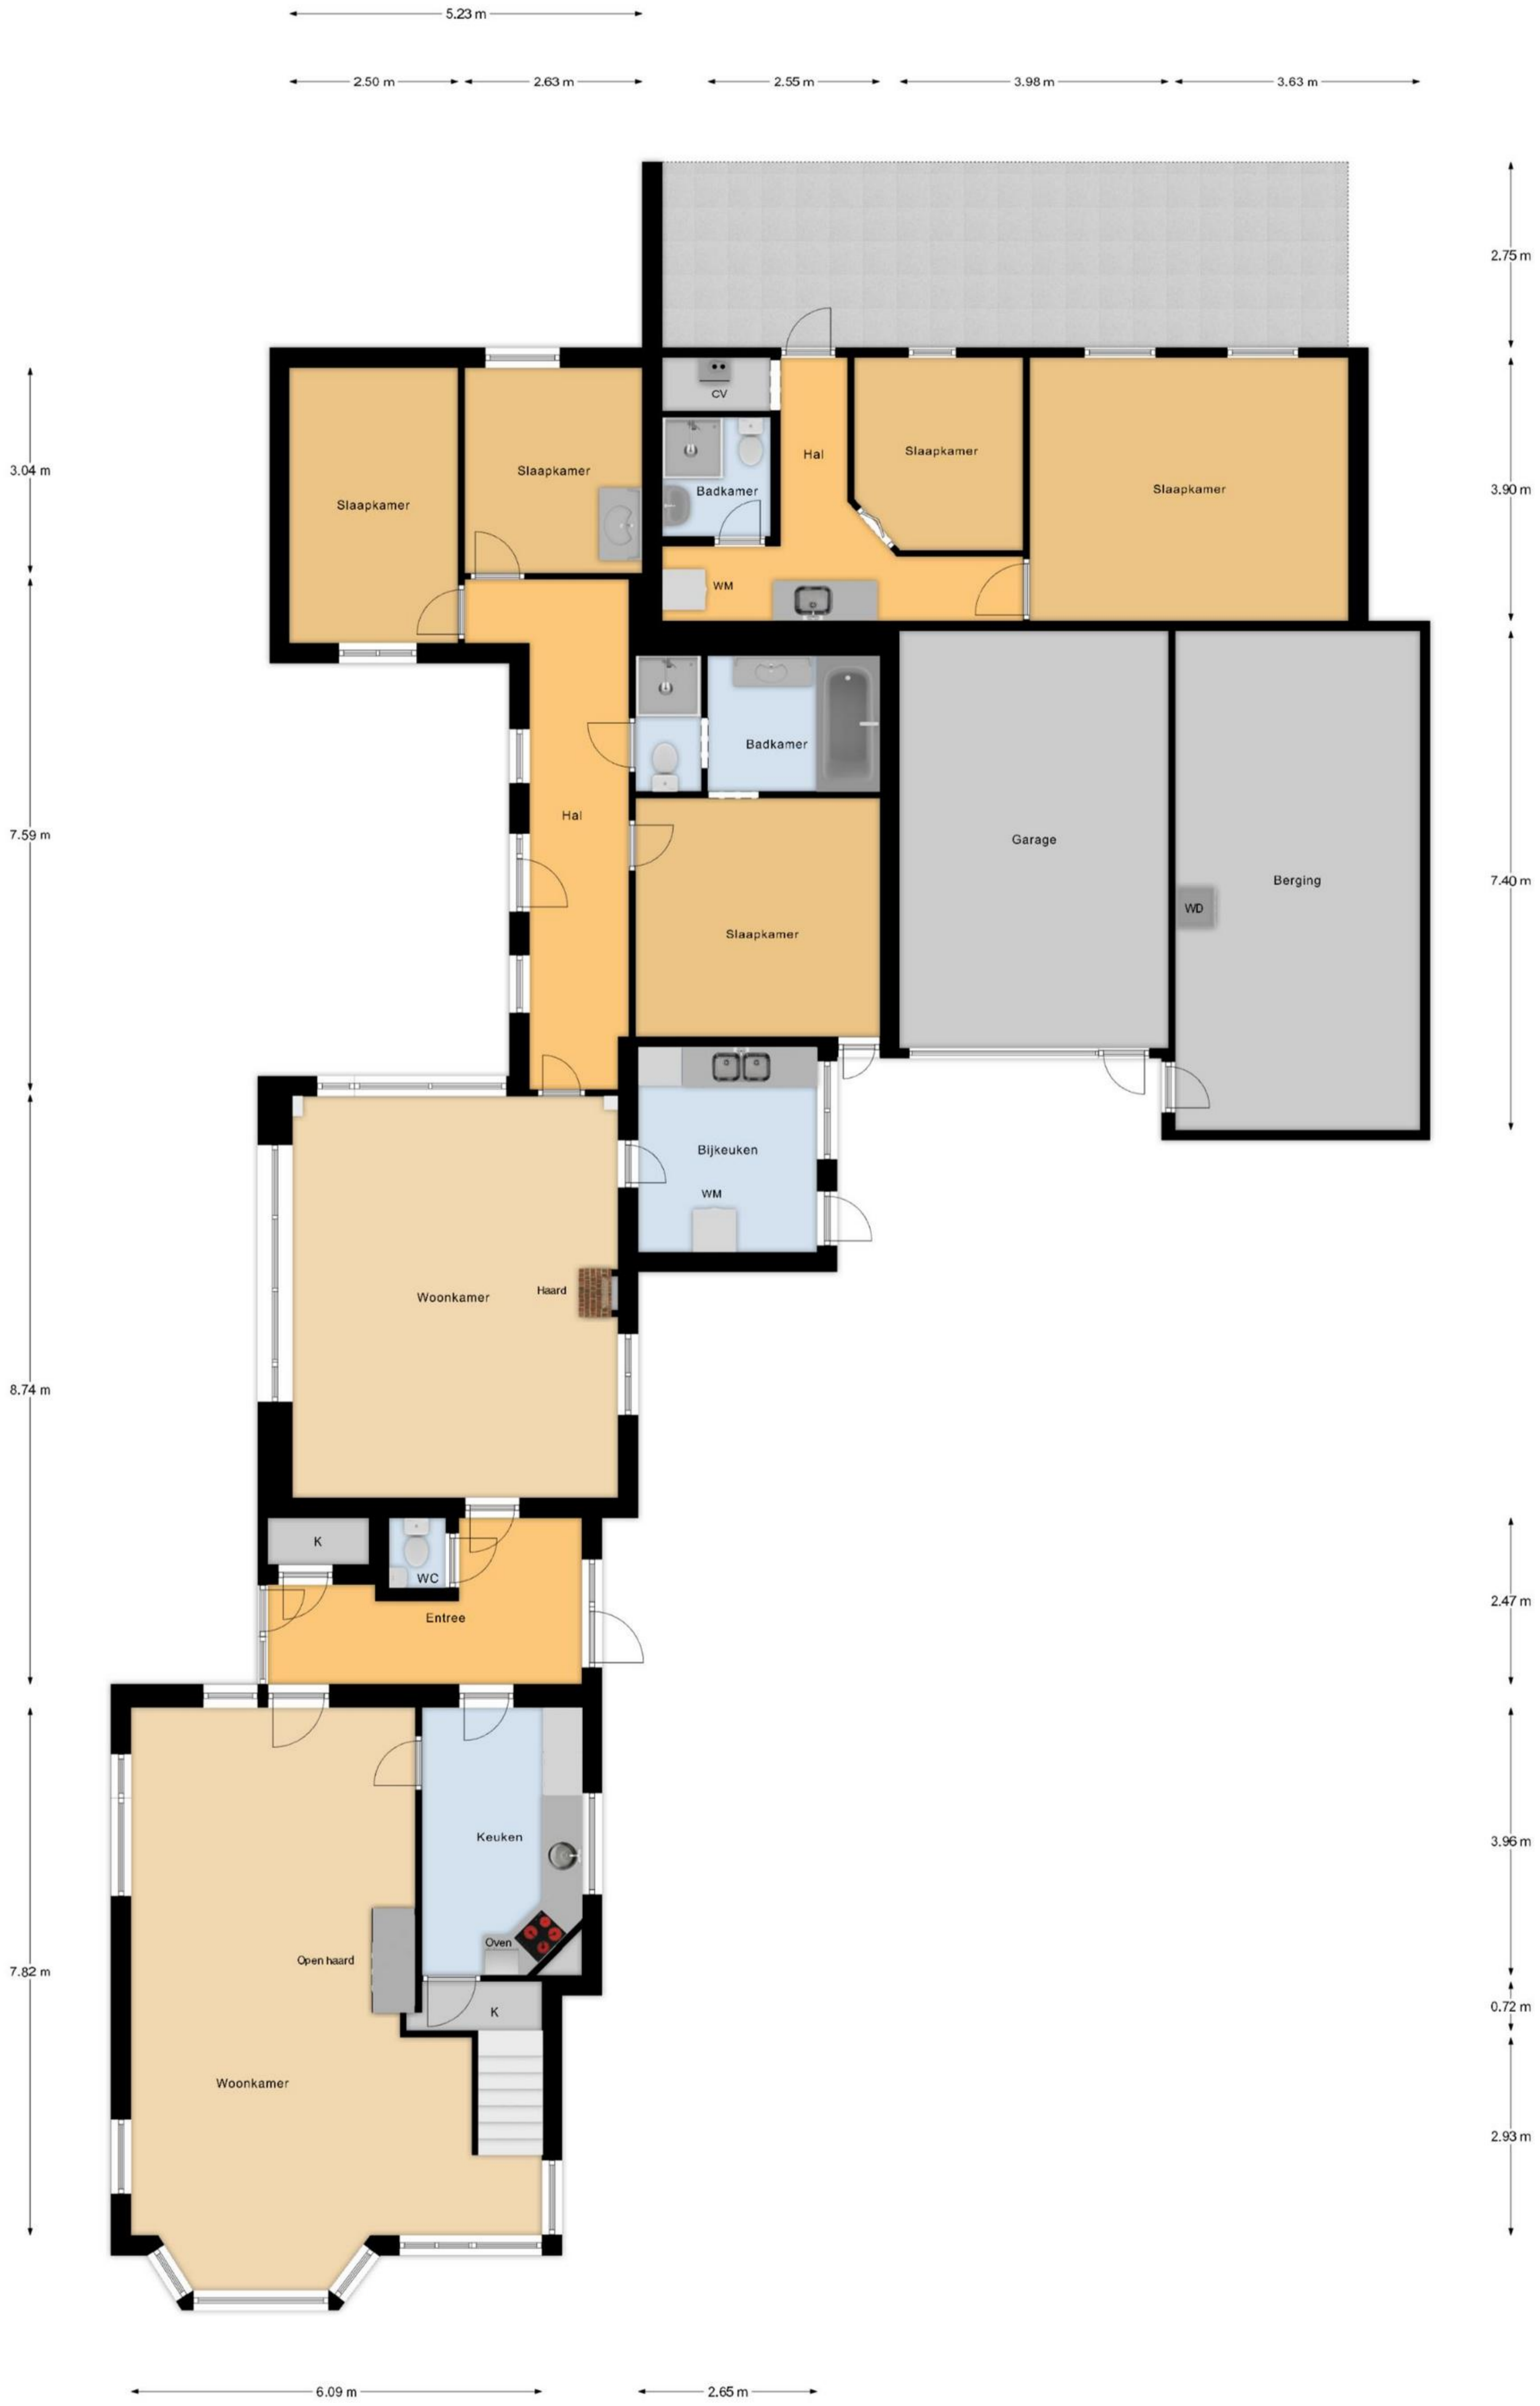 5.23 m
2.50 m 2.63 m 2.55 m 3.98 m 3.63 m
2.75 m
CV
Hal
Slaapkamer
Slaapkamer
3.04 m
Badkamer
Slaapkamer
3.90 m
Slaapkamer
WM
Badkamer
Hal
7.59 m
Garage
Berging
7.40 m
WD
Slaapkamer
Bijkeuken
WM
Haard
Woonkamer
8.74 m
K
WC
Entree
2.47 m
Keuken
3.96 m
Oven
Open haard
7.82 m
K
0.72 m
Woonkamer
2.93 m
6.09 m 2.65 m